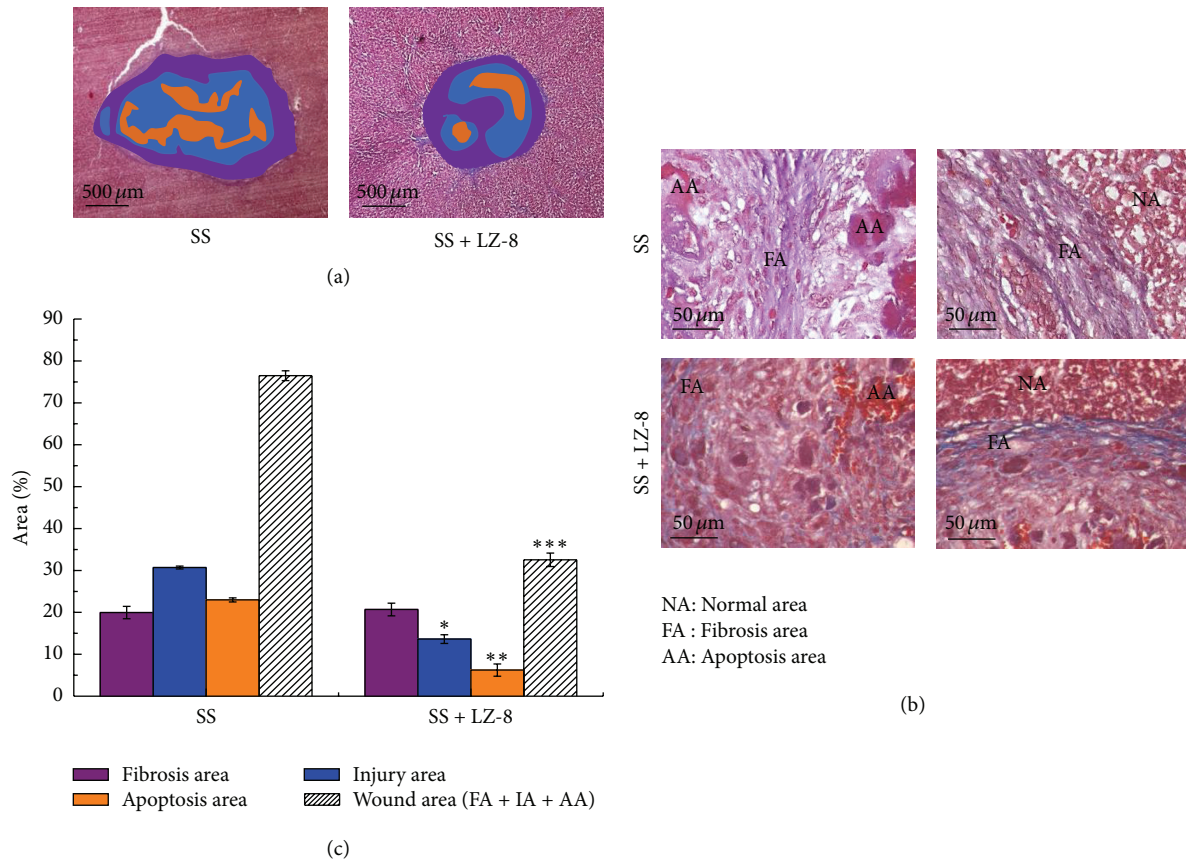 500 μm
500 μm
SS
SS + LZ-8
(a)
SS
AA
AA
FA
50 μm
NA
FA
50 μm
SS + LZ-8
FA
AA
50 μm
NA
FA
50 μm
NA: Normal area
FA : Fibrosis area
AA: Apoptosis area
(b)
Area (%)
90
80
70
90
50
40
30
20
10
0
*
**
***
SS
SS + LZ-8
Fibrosis area
Injury area
Apoptosis area
Wound area (FA + IA + AA)
(c)